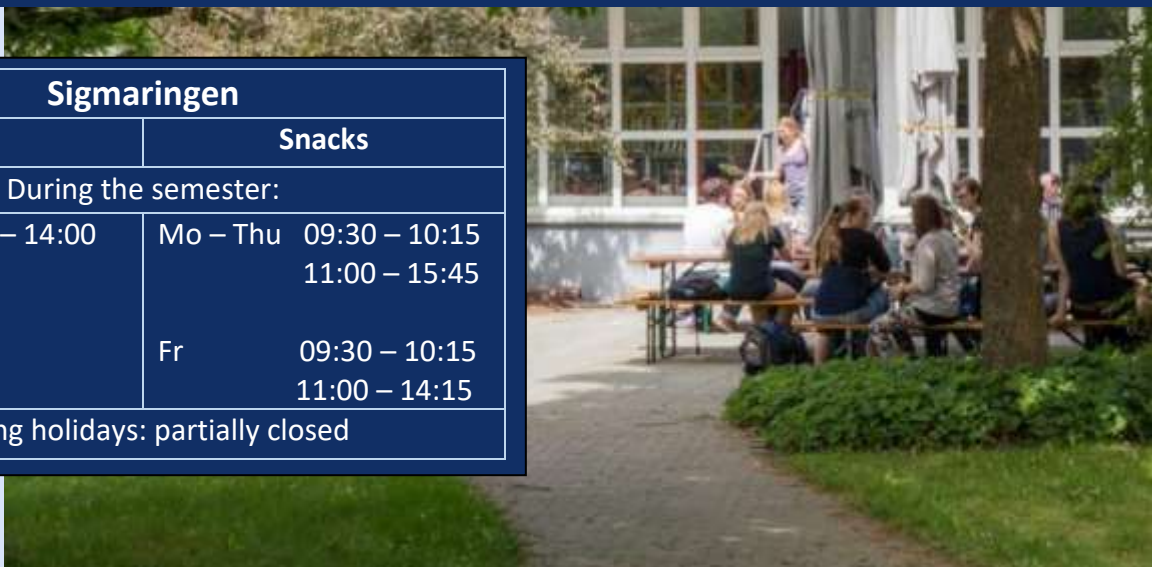 Sigmaringen
Snacks
During the semester:
– 14:00
Mo – Thu 09:30 – 10:15
11:00 – 15:45
Fr 09:30 – 10:15
11:00 – 14:15
holidays: partially closed